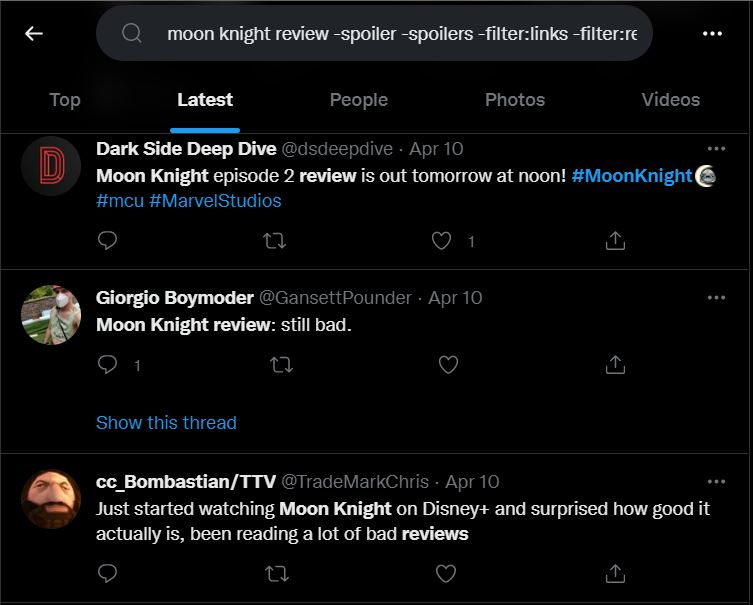 moon knight review -spoiler -spoilers -filter:links -filter:re
Top Latest People Photos Videos
Dark Side Deep Dive @dsdeepdive · Apr 10
Moon Knight episode 2 review is out tomorrow at noon! #MoonKnight
#mcu #MarvelStudios
1
Giorgio Boymoder @GansettPounder · Apr 10
Moon Knight review: still bad.
1
Show this thread
cc_Bombastian/TTV @TradeMarkChris · Apr 10
Just started watching Moon Knight on Disney+ and surprised how good it
actually is, been reading a lot of bad reviews